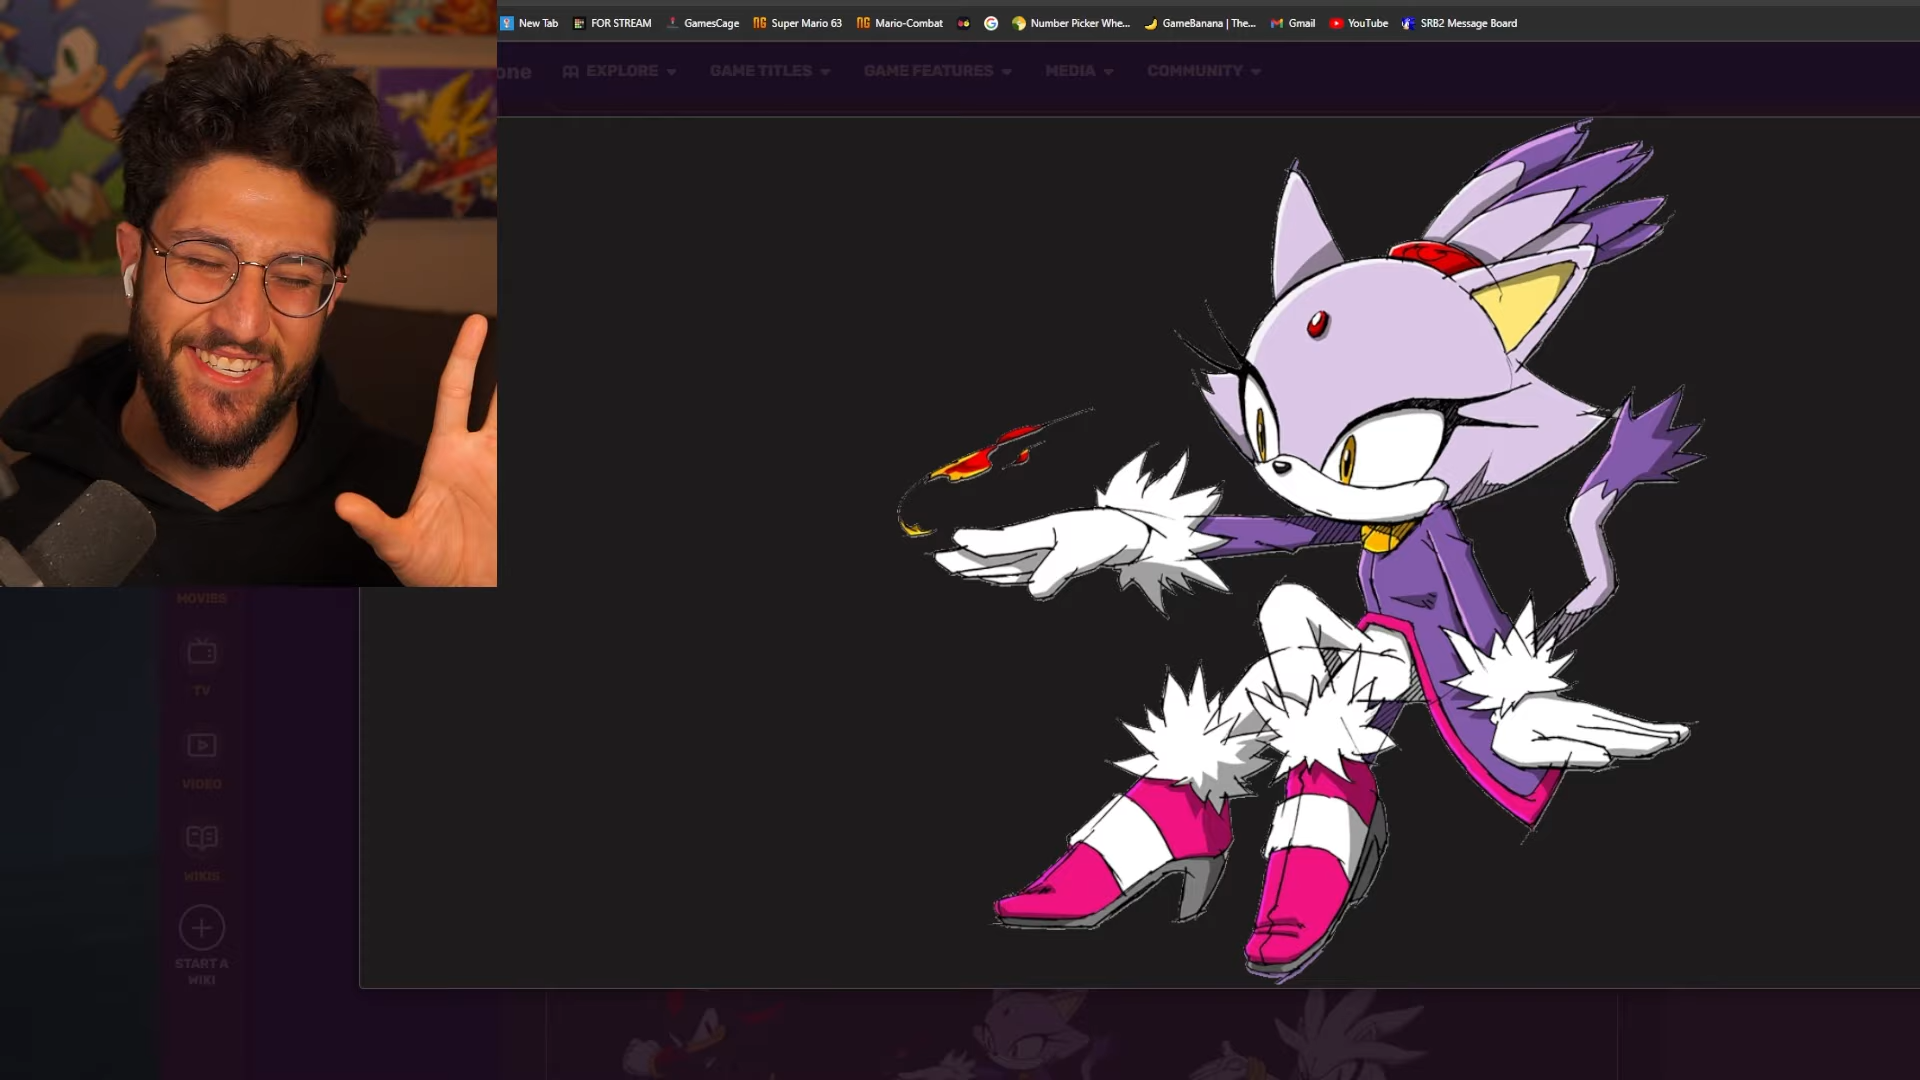 New Tab FOR STREAM GamesCage Super Mario 63 Mario-Combat Number Picker Whe... GameBanana | The... Gmail YouTube SRB2 Message Board
one EXPLORE GAME TITLES GAME FEATURES MEDIA COMMUNITY
MOVIES
TV
VIDEO
WIKIS
START A
WIKI